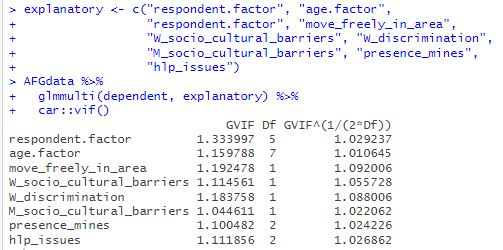 > explanatory <- c("respondent.factor", "age.factor",
+ "respondent.factor", "move_freely_in_area",
+ "W_socio_cultural_barriers", "W_discrimination",
+ "M_socio_cultural_barriers", "presence_mines",
+ "hlp_issues")
> AFGdata %>%
+ glmmulti(dependent, explanatory) %>%
+ car::vif()
GVIF Df GVIF^(1/(2*Df))
respondent.factor 1.333997 5 1.029237
age.factor 1.159788 7 1.010645
move_freely_in_area 1.192478 1 1.092006
W_socio_cultural_barriers 1.114561 1 1.055728
W_discrimination 1.183758 1 1.088006
M_socio_cultural_barriers 1.044611 1 1.022062
presence_mines 1.100482 2 1.024226
hlp_issues 1.111856 2 1.026862